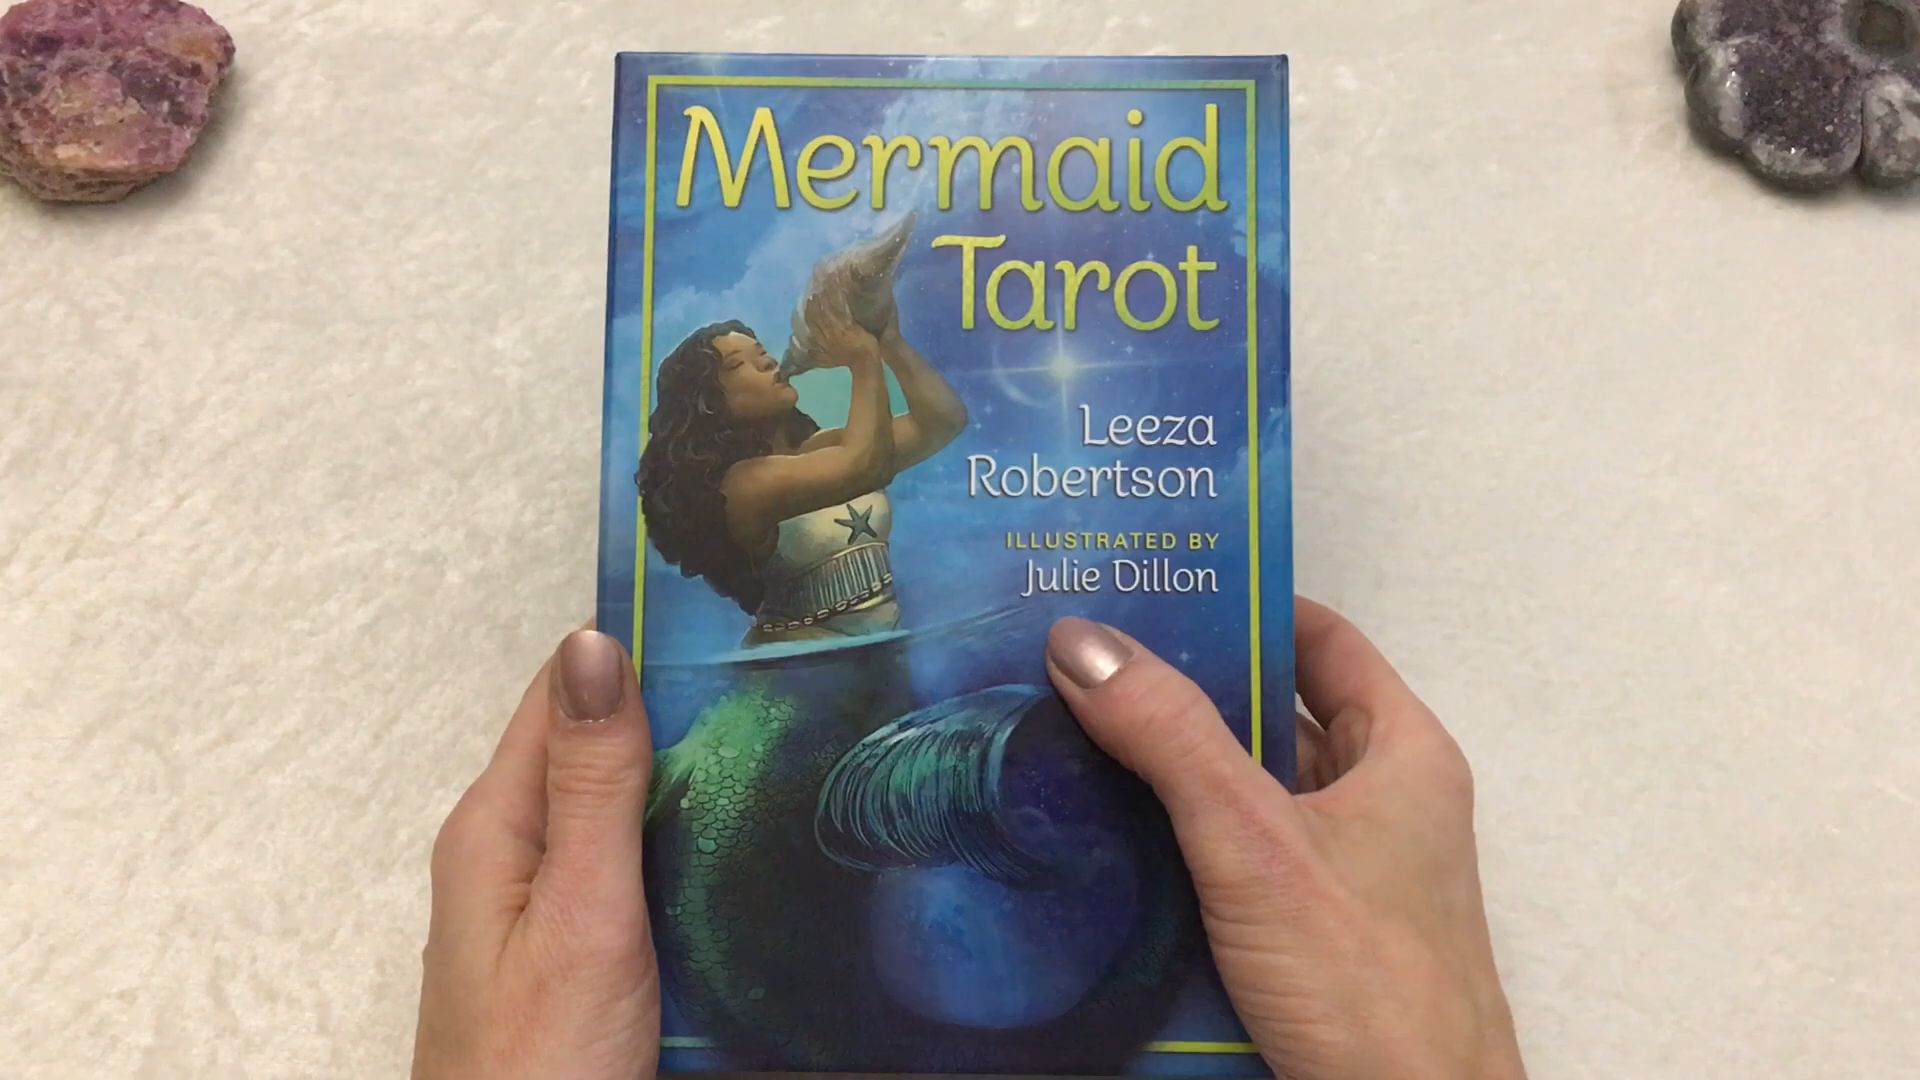 Mermaid
Tarot
Leeza
Robertson
ILLUSTRATED BY
Julie Dillon